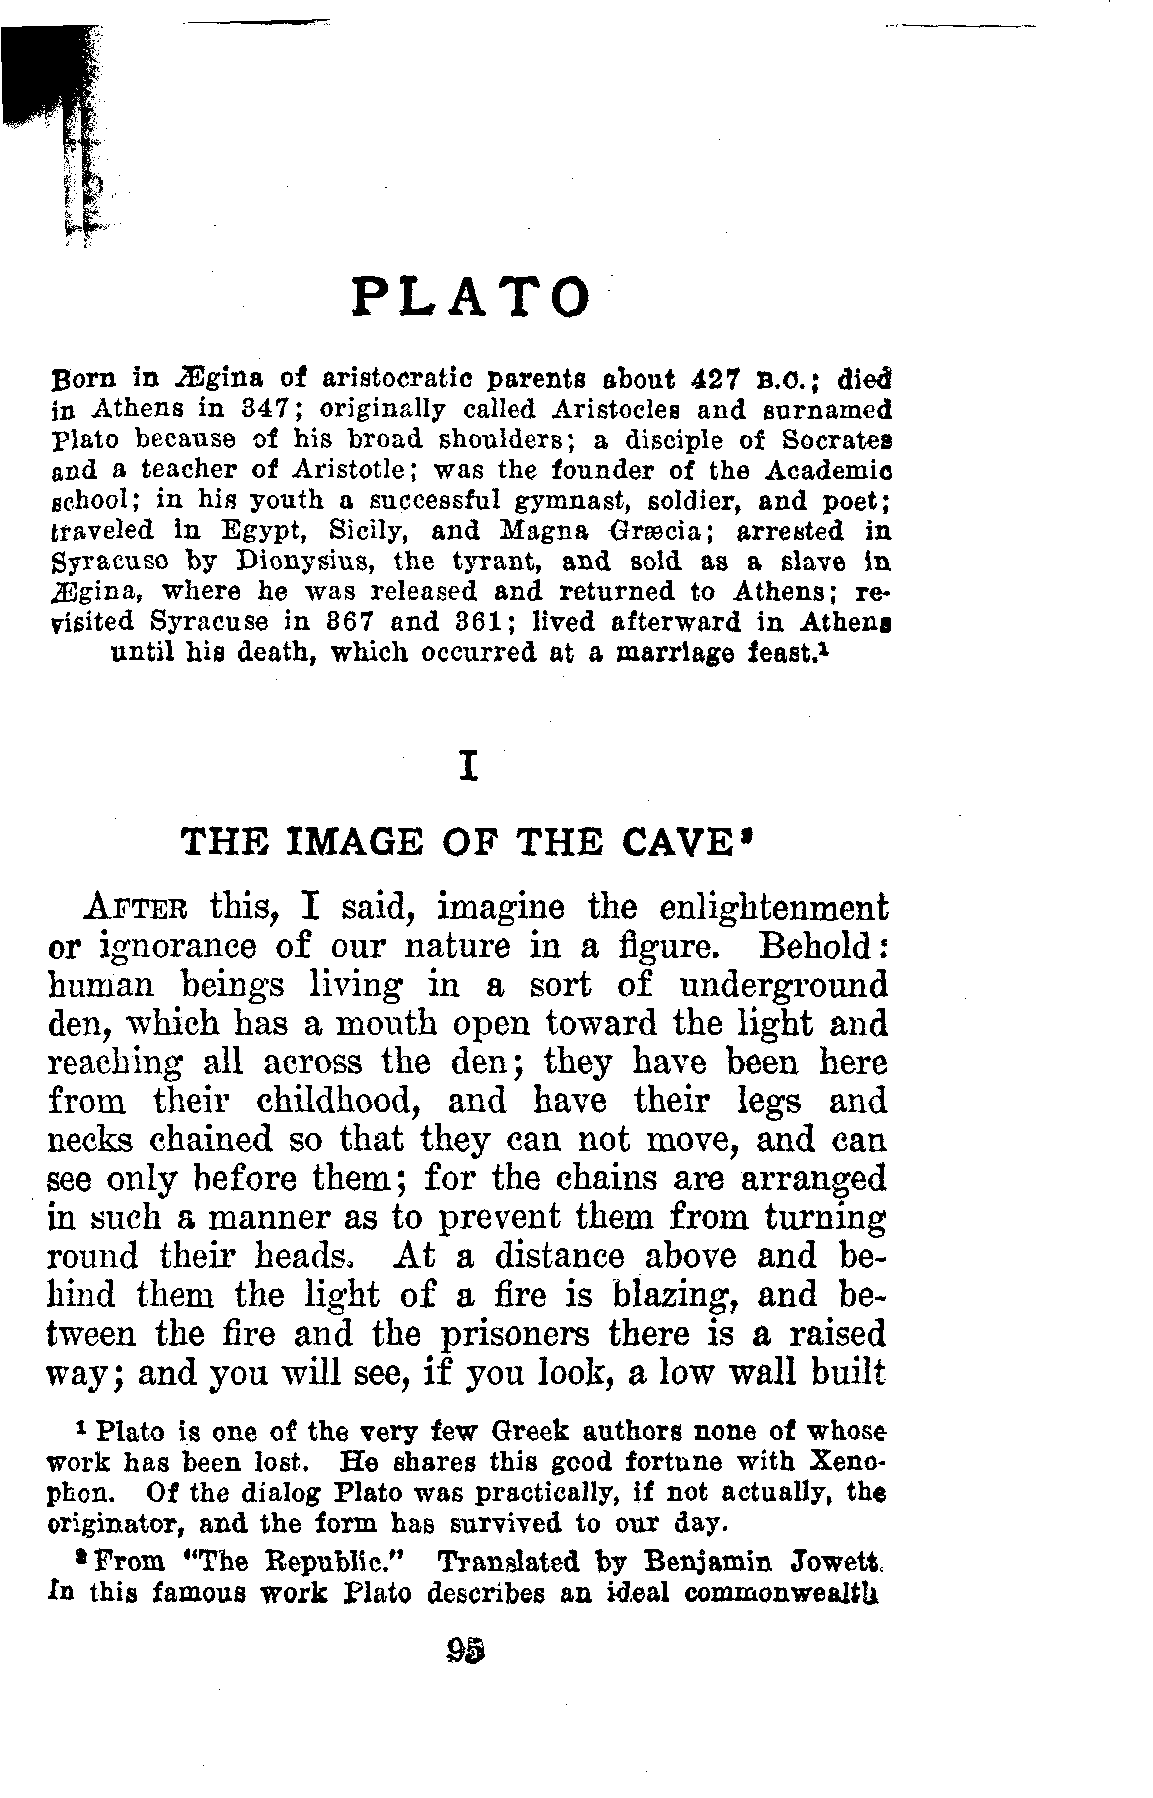 PLATO
Born in Ægina of aristocratic parents about 427 B.C.; died
in Athens in 347; originally called Aristocles and surnamed
Plato because of his broad shoulders; a disciple of Socrates
and a teacher of Aristotle; was the founder of the Academic
school; in his youth a successful gymnast, soldier, and poet;
traveled in Egypt, Sicily, and Magna Græcia; arrested in
Syracuse by Dionysius, the tyrant, and sold as a slave in
Ægina, where he was released and returned to Athens; re-
visited Syracuse in 367 and 361; lived afterward in Athens
until his death, which occurred at a marriage feast.¹
I
THE IMAGE OF THE CAVE²
AFTER this, I said, imagine the enlightenment
or ignorance of our nature in a figure. Behold:
human beings living in a sort of underground
den, which has a mouth open toward the light and
reaching all across the den; they have been here
from their childhood, and have their legs and
necks chained so that they can not move, and can
see only before them; for the chains are arranged
in such a manner as to prevent them from turning
round their heads. At a distance above and be-
hind them the light of a fire is blazing, and be-
tween the fire and the prisoners there is a raised
way; and you will see, if you look, a low wall built
¹ Plato is one of the very few Greek authors none of whose
work has been lost. He shares this good fortune with Xeno-
phon. Of the dialog Plato was practically, if not actually, the
originator, and the form has survived to our day.
² From "The Republic." Translated by Benjamin Jowett.
In this famous work Plato describes an ideal commonwealth
95